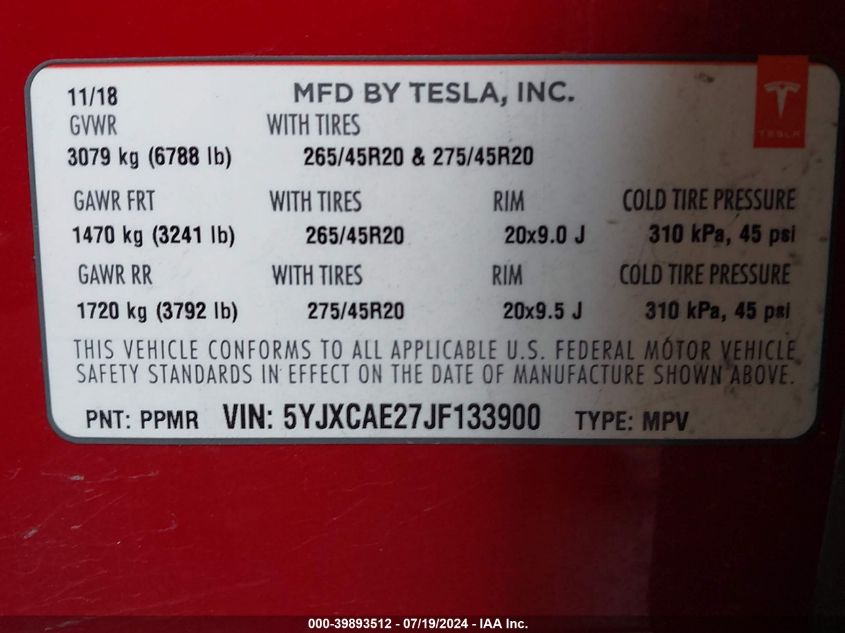 11/18 MFD BY TESLA, INC.
TESLA
GVWR WITH TIRES
3079 kg (6788 lb) 265/45R20 & 275/45R20
GAWR FRT WITH TIRES RIM COLD TIRE PRESSURE
1470 kg (3241 lb) 265/45R20 20x9.0 J 310 kPa, 45 psi
GAWR RR WITH TIRES RIM COLD TIRE PRESSURE
1720 kg (3792 lb) 275/45R20 20x9.5 J 310 kPa, 45 psi
THIS VEHICLE CONFORMS TO ALL APPLICABLE U.S. FEDERAL MOTOR VEHICLE
SAFETY STANDARDS IN EFFECT ON THE DATE OF MANUFACTURE SHOWN ABOVE.
PNT: PPMR VIN: 5YJXCAE27JF133900 TYPE: MPV
000-39893512 - 07/19/2024 - IAA Inc.